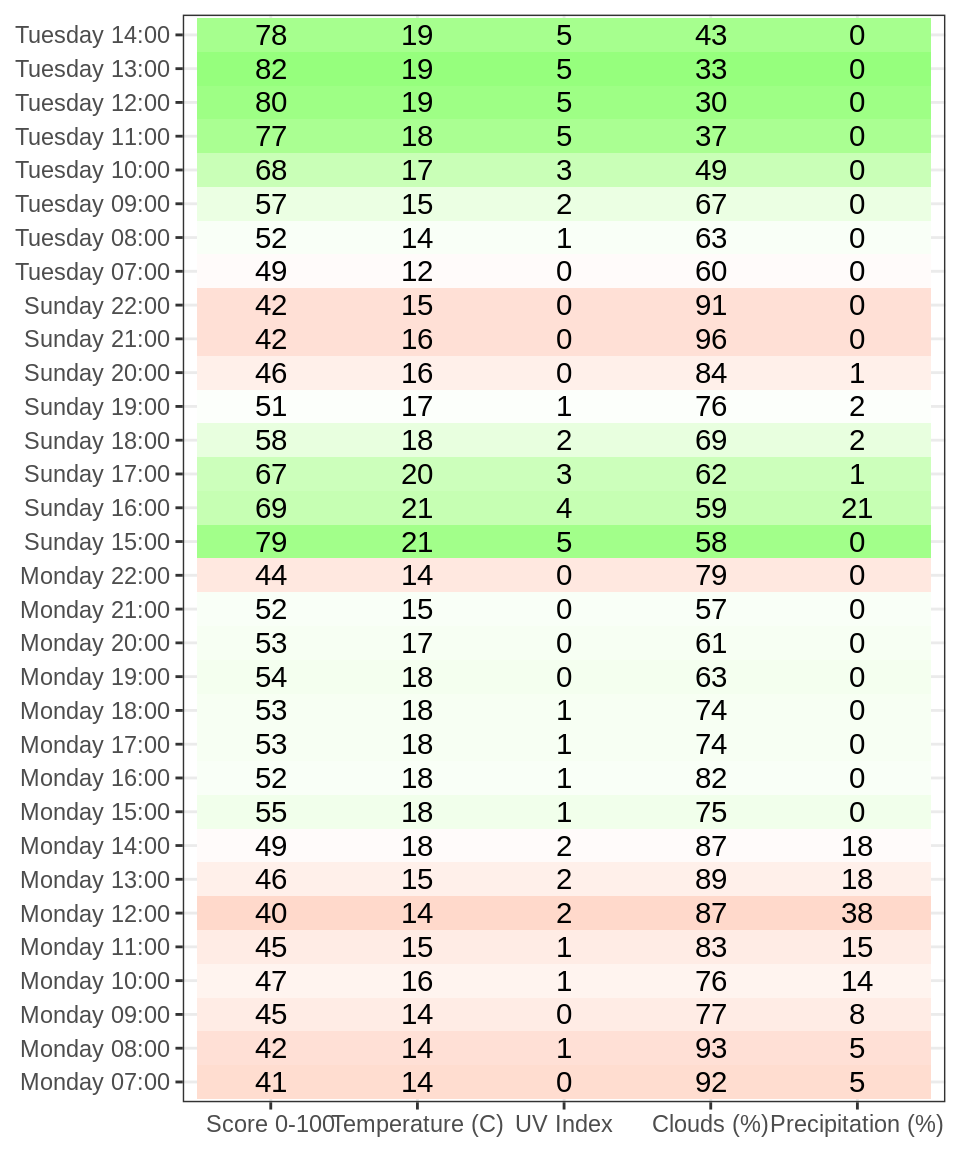 Tuesday 14:00 78 19 5 43 0
Tuesday 13:00 82 19 5 33 0
Tuesday 12:00 80 19 5 30 0
Tuesday 11:00 77 18 5 37 0
Tuesday 10:00 68 17 3 49 0
Tuesday 09:00 57 15 2 67 0
Tuesday 08:00 52 14 1 63 0
Tuesday 07:00 49 12 0 60 0
Sunday 22:00 42 15 0 91 0
Sunday 21:00 42 16 0 96 0
Sunday 20:00 46 16 0 84 1
Sunday 19:00 51 17 1 76 2
Sunday 18:00 58 18 2 69 2
Sunday 17:00 67 20 3 62 1
Sunday 16:00 69 21 4 59 21
Sunday 15:00 79 21 5 58 0
Monday 22:00 44 14 0 79 0
Monday 21:00 52 15 0 57 0
Monday 20:00 53 17 0 61 0
Monday 19:00 54 18 0 63 0
Monday 18:00 53 18 1 74 0
Monday 17:00 53 18 1 74 0
Monday 16:00 52 18 1 82 0
Monday 15:00 55 18 1 75 0
Monday 14:00 49 18 2 87 18
Monday 13:00 46 15 2 89 18
Monday 12:00 40 14 2 87 38
Monday 11:00 45 15 1 83 15
Monday 10:00 47 16 1 76 14
Monday 09:00 45 14 0 77 8
Monday 08:00 42 14 1 93 5
Monday 07:00 41 14 0 92 5
Score 0-100 Temperature (C) UV Index Clouds (%) Precipitation (%)